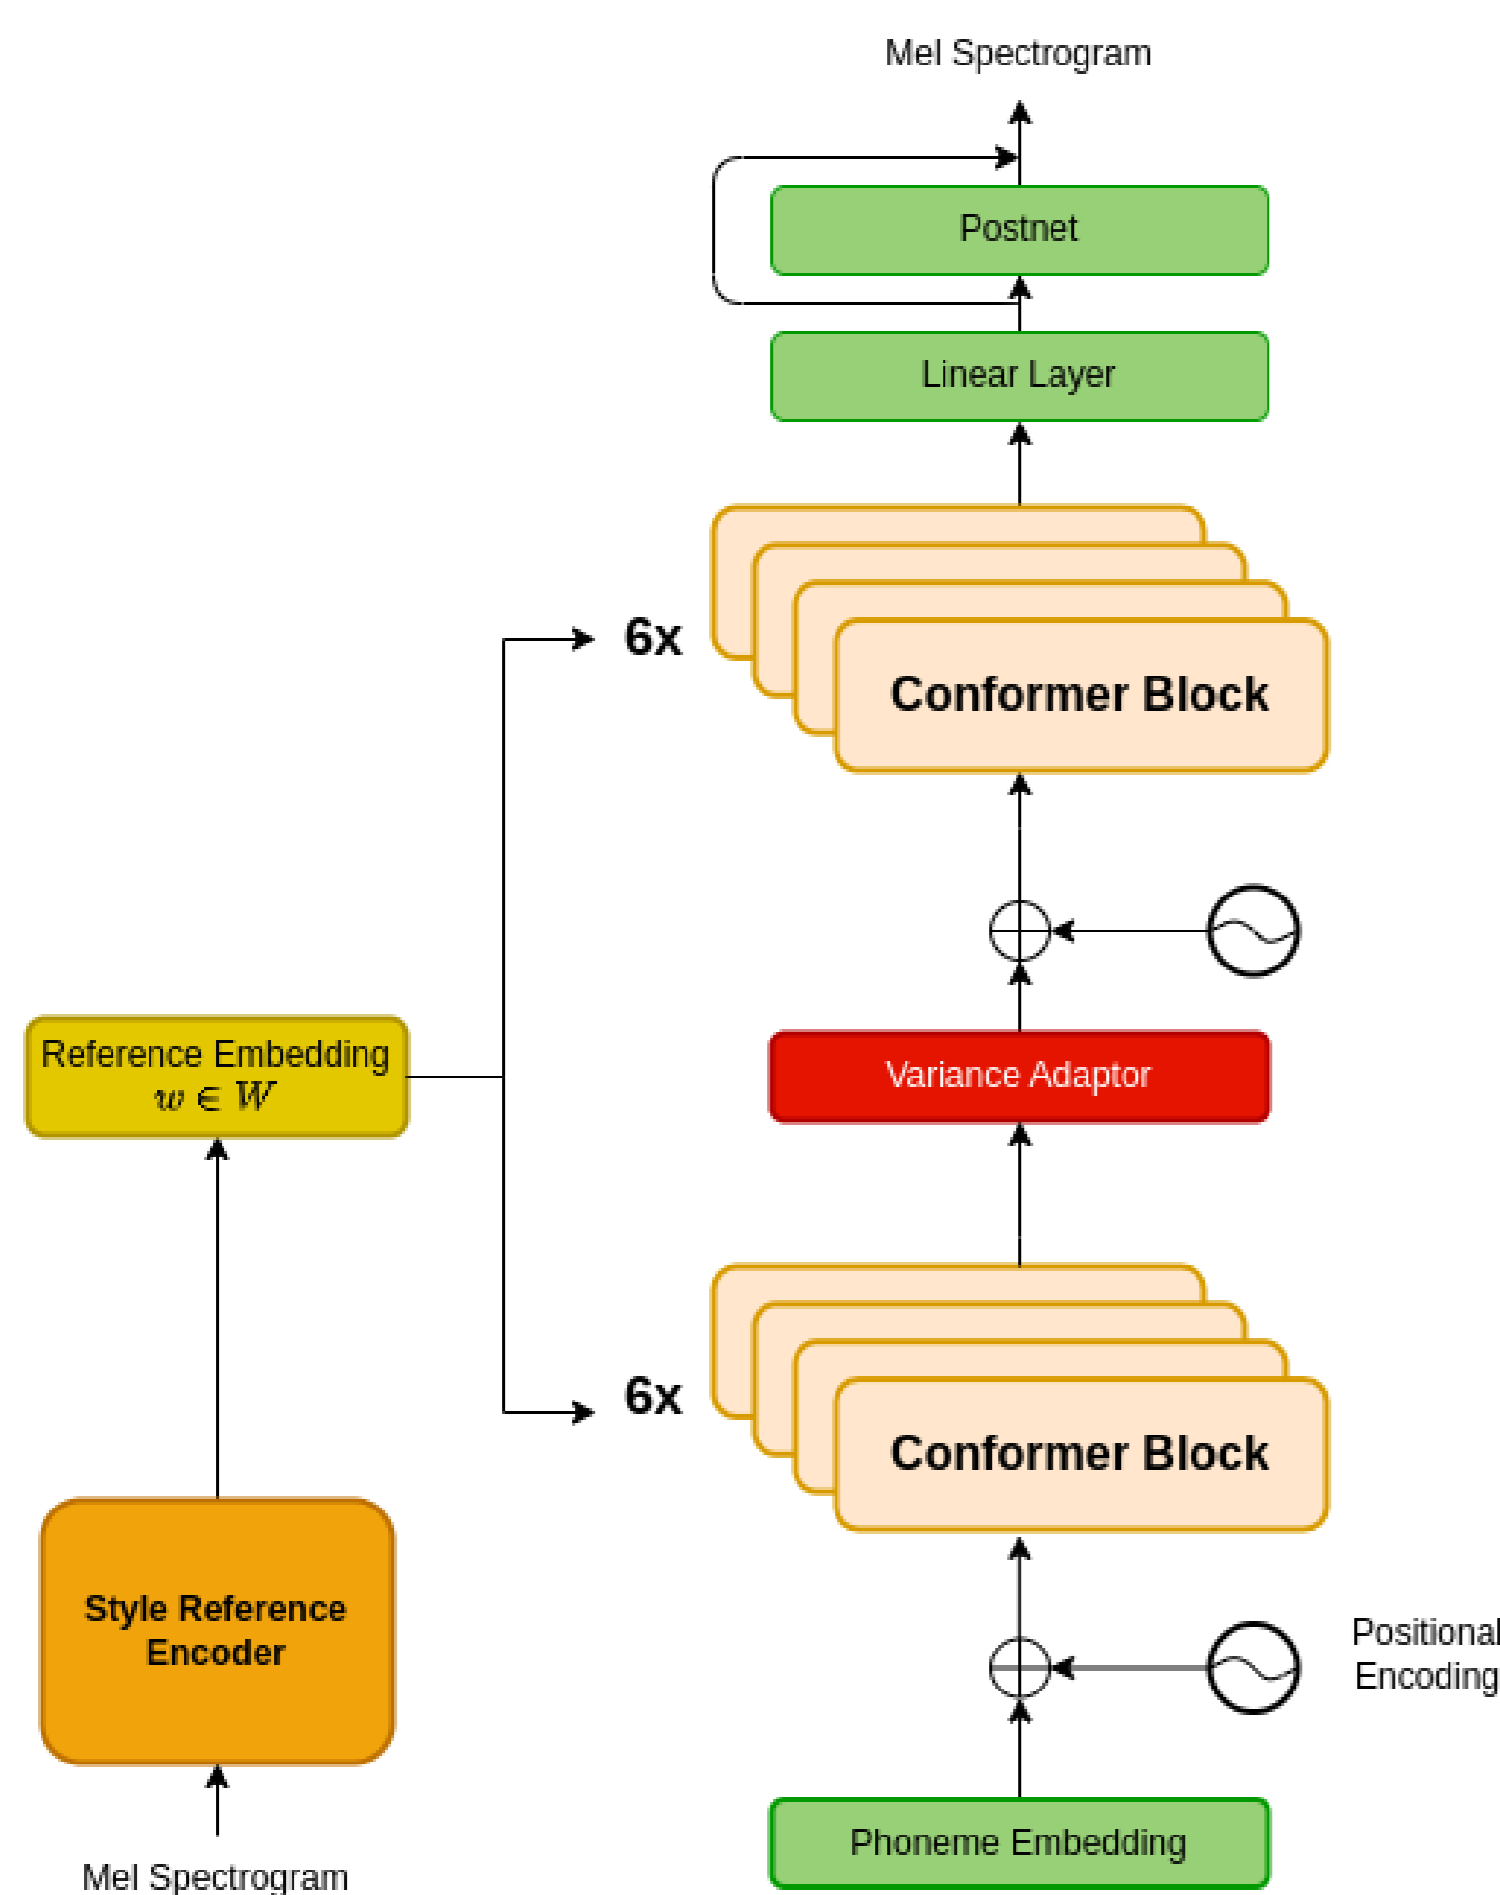 Mel Spectrogram
Postnet
Linear Layer
6x
Conformer Block
Reference Embedding
w ∈ W
Variance Adaptor
6x
Conformer Block
Style Reference
Encoder
Positional
Encoding
Phoneme Embedding
Mel Spectrogram